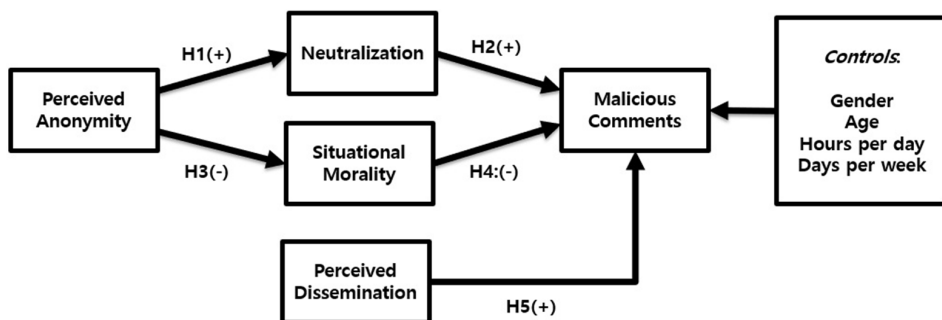 H1(+)
Neutralization
H2(+)
Perceived
Anonymity
H3(-)
Situational
Morality
H4:(-)
Malicious
Comments
Perceived
Dissemination
H5(+)
Controls:
Gender
Age
Hours per day
Days per week